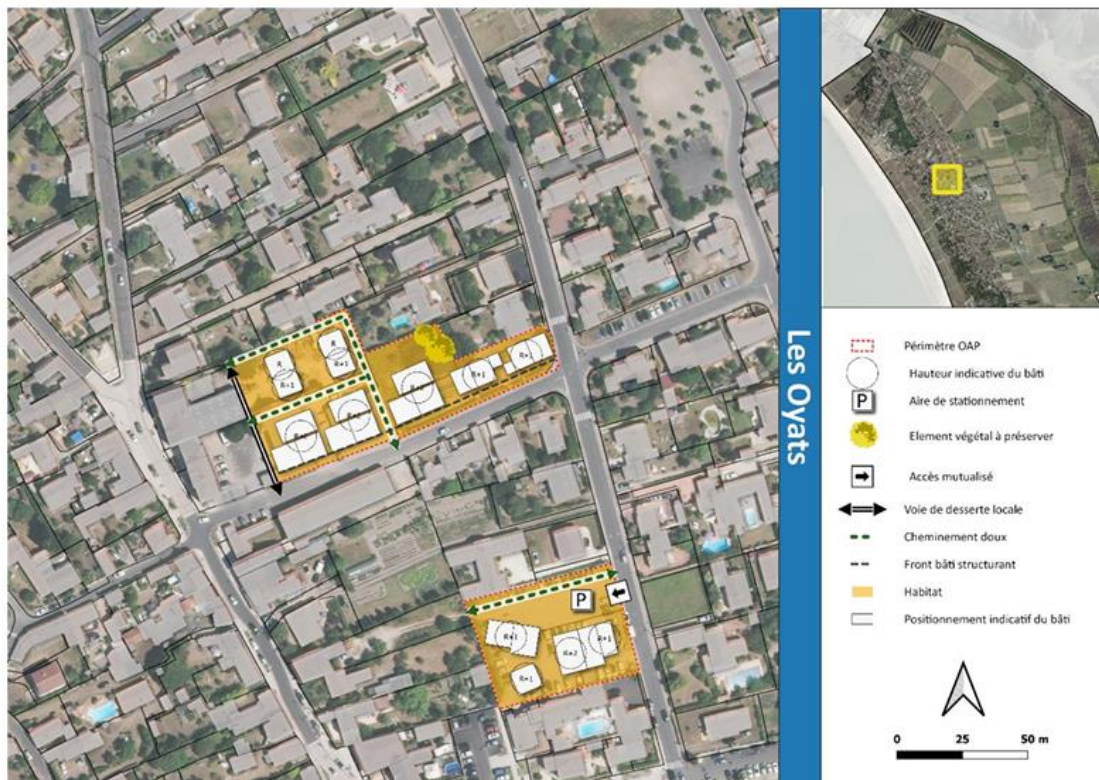 R
R+1
R
R+1
R+1
R+1
Les Oyats
P
R+1
R+2
R+1
R+1
Périmètre OAP
Hauteur indicative du bâti
P
Aire de stationnement
Element végétal à préserver
Accès mutualisé
Voie de desserte locale
Cheminement doux
Front bâti structurant
Habitat
Positionnement indicatif du bâti
0 25 50 m